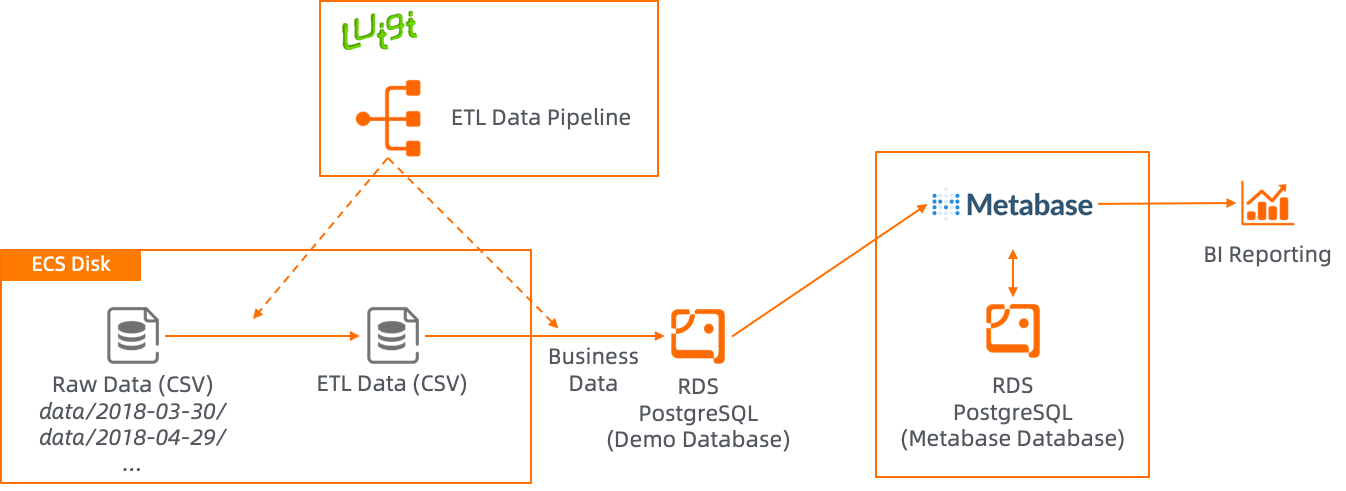 Luigi
ETL Data Pipeline
ECS Disk
Raw Data (CSV)
data/2018-03-30/
data/2018-04-29/
...
ETL Data (CSV)
Business
Data
RDS
PostgreSQL
(Demo Database)
Metabase
RDS
PostgreSQL
(Metabase Database)
BI Reporting